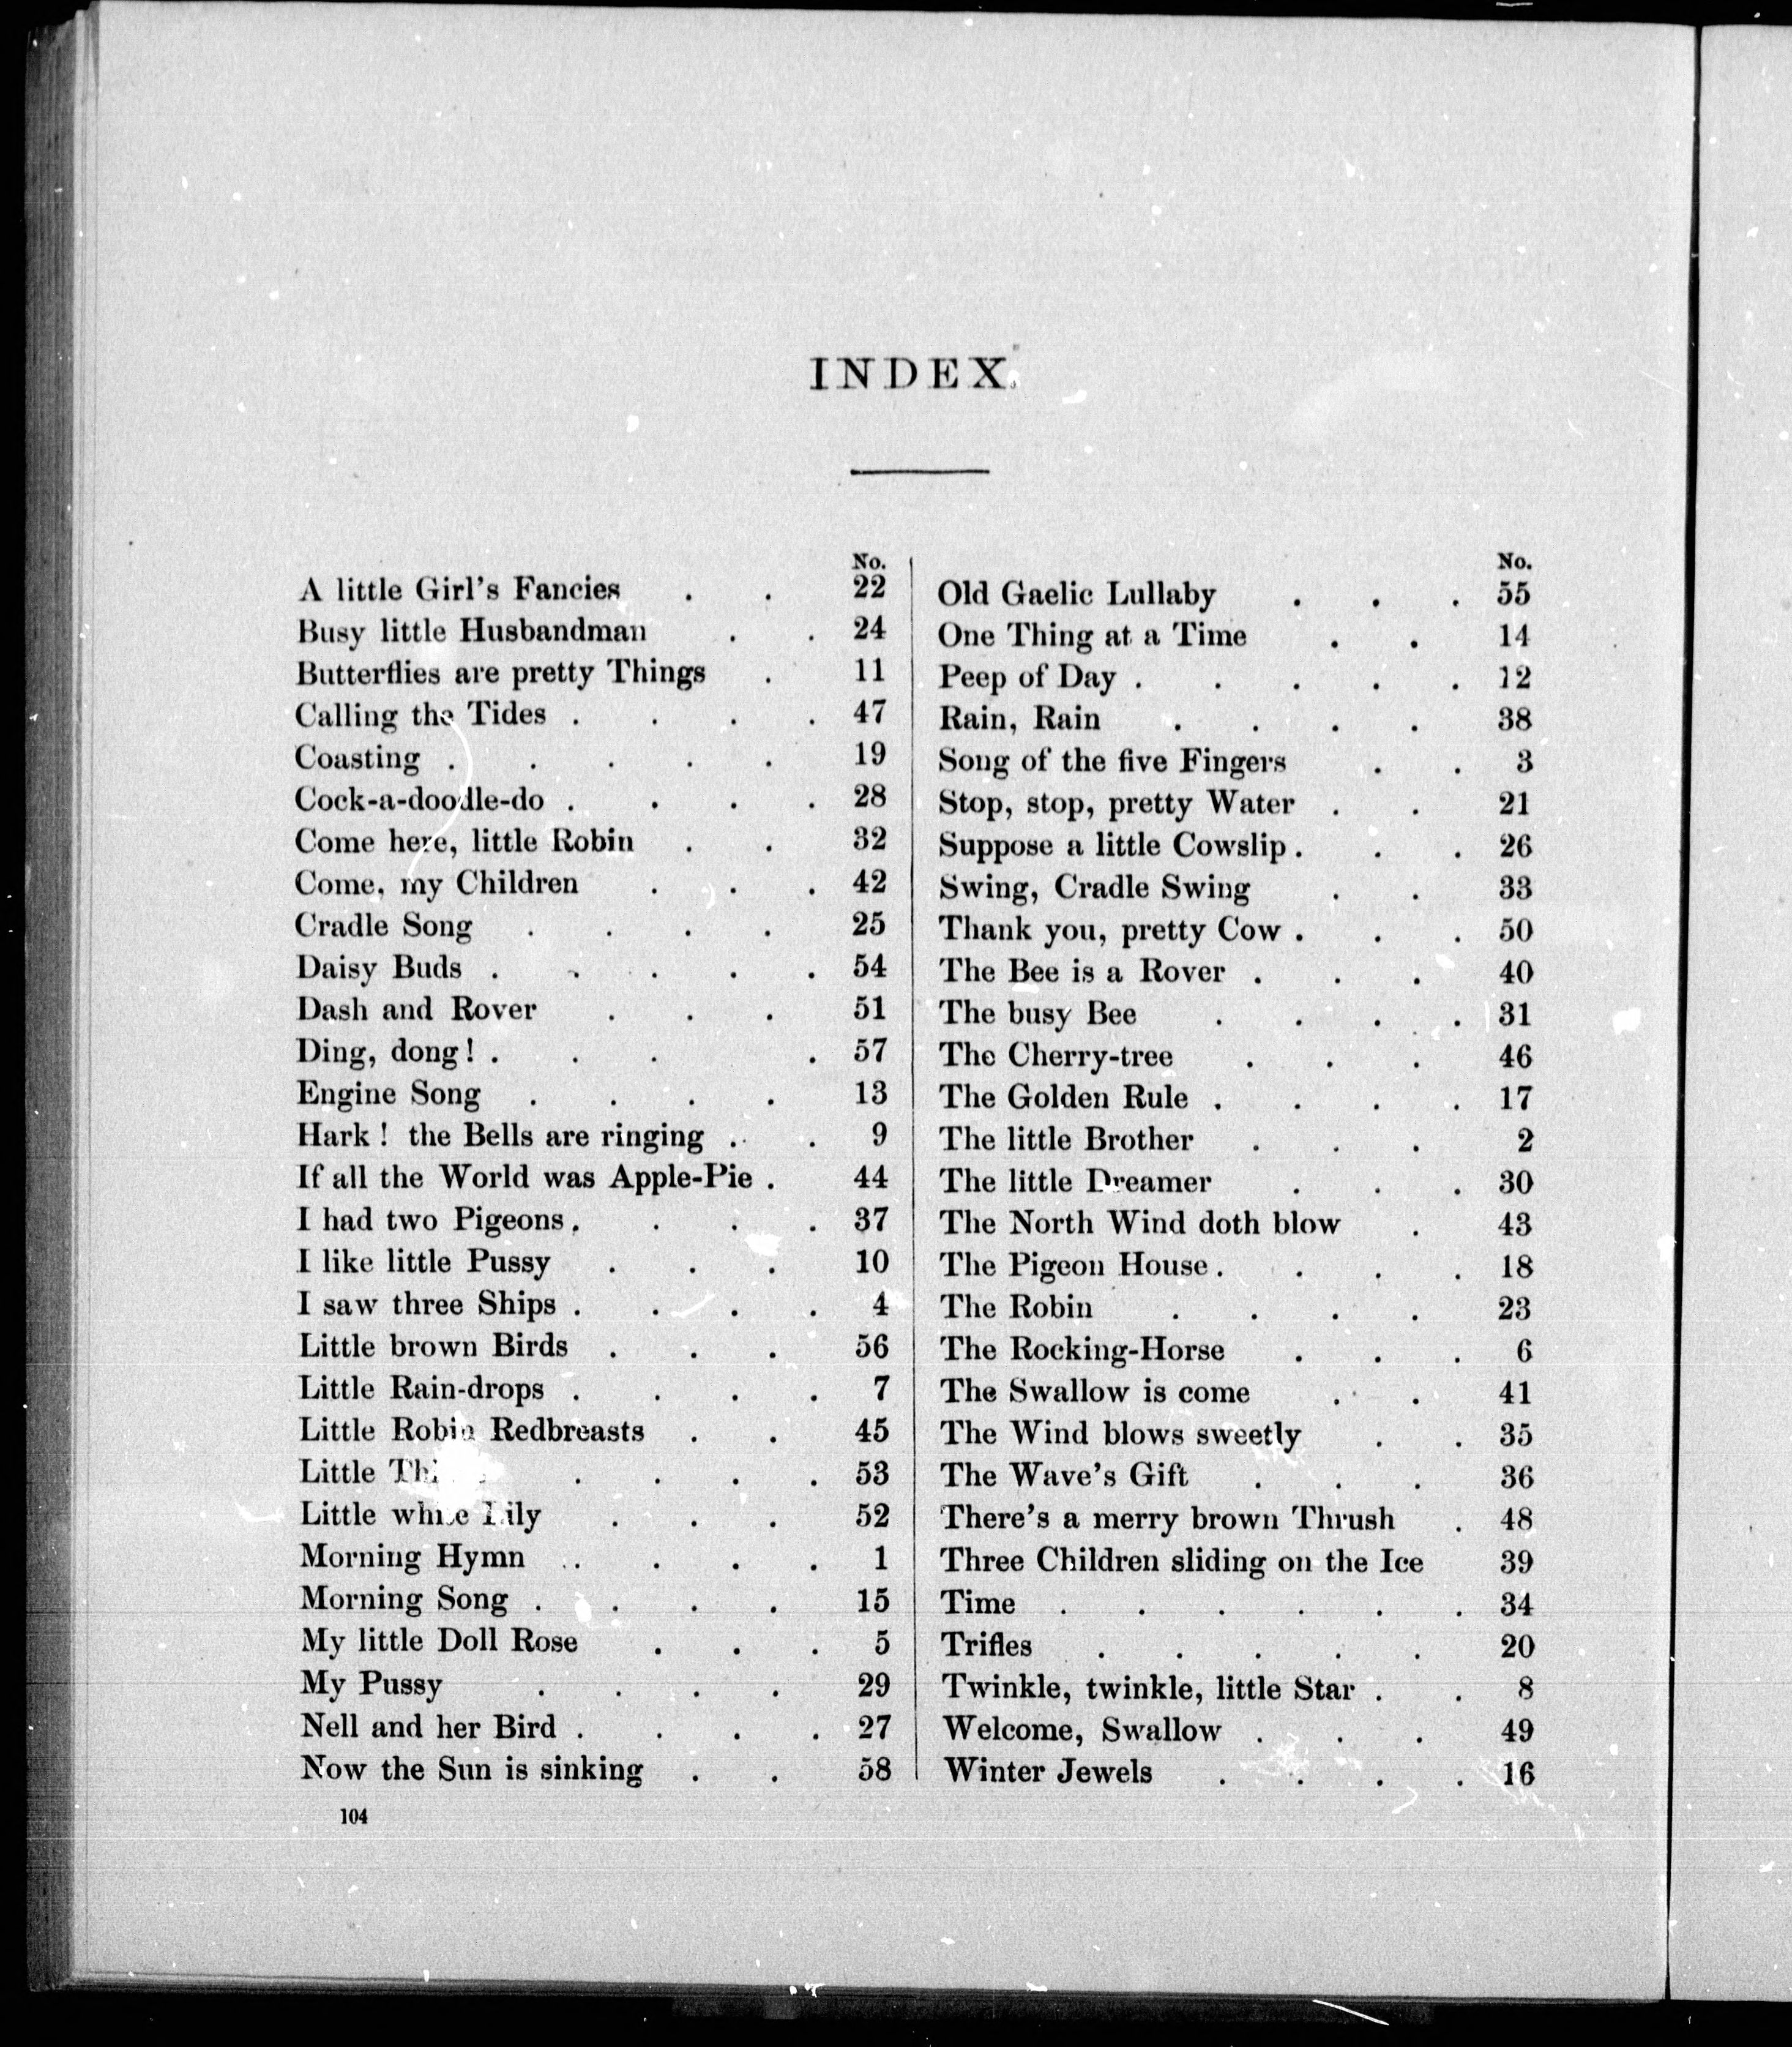 INDEX.
No.
A little Girl's Fancies . . 22
Busy little Husbandman . . 24
Butterflies are pretty Things . 11
Calling the Tides . . . . 47
Coasting . . . . . 19
Cock-a-doodle-do . . . . 28
Come here, little Robin . . 32
Come, my Children . . . 42
Cradle Song . . . . 25
Daisy Buds . . . . . 54
Dash and Rover . . . 51
Ding, dong! . . . . 57
Engine Song . . . . 13
Hark! the Bells are ringing . . 9
If all the World was Apple-Pie . 44
I had two Pigeons . . . . 37
I like little Pussy . . . 10
I saw three Ships . . . . 4
Little brown Birds . . . 56
Little Rain-drops . . . . 7
Little Robin Redbreasts . . 45
Little . . . . 53
Little white Lily . . . 52
Morning Hymn . . . . 1
Morning Song . . . . 15
My little Doll Rose . . . 5
My Pussy . . . . 29
Nell and her Bird . . . . 27
Now the Sun is sinking . . 58
104
No.
Old Gaelic Lullaby . . . 55
One Thing at a Time . . 14
Peep of Day . . . . . 12
Rain, Rain . . . . 38
Song of the five Fingers . . 3
Stop, stop, pretty Water . . 21
Suppose a little Cowslip . . . 26
Swing, Cradle Swing . . 33
Thank you, pretty Cow . . . 50
The Bee is a Rover . . . 40
The busy Bee . . . . 31
The Cherry-tree . . . 46
The Golden Rule . . . . 17
The little Brother . . . 2
The little Dreamer . . . 30
The North Wind doth blow . 43
The Pigeon House . . . . 18
The Robin . . . . 23
The Rocking-Horse . . . 6
The Swallow is come . . 41
The Wind blows sweetly . . 35
The Wave's Gift . . . 36
There's a merry brown Thrush . 48
Three Children sliding on the Ice 39
Time . . . . . . 34
Trifles . . . . . 20
Twinkle, twinkle, little Star . . 8
Welcome, Swallow . . . 49
Winter Jewels . . . . 16